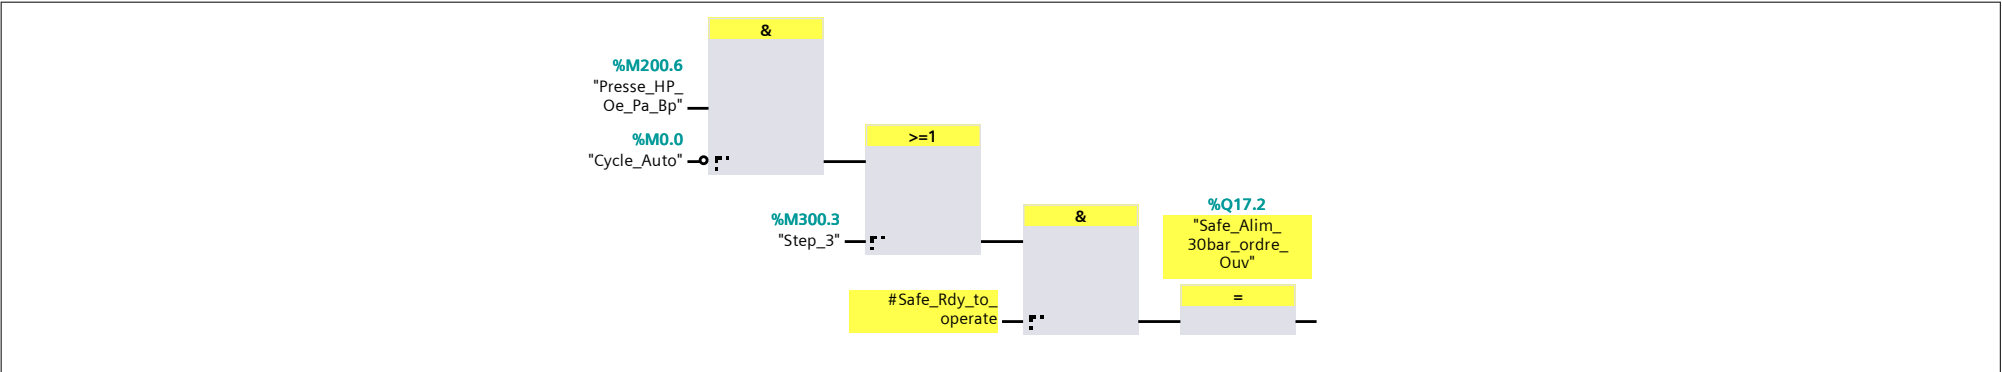 &
%M200.6
"Presse_HP_
Oe_Pa_Bp"
%M0.0
"Cycle_Auto"
>=1
%M300.3
"Step_3"
&
%Q17.2
"Safe_Alim_
30bar_ordre_
Ouv"
=
#Safe_Rdy_to_
operate